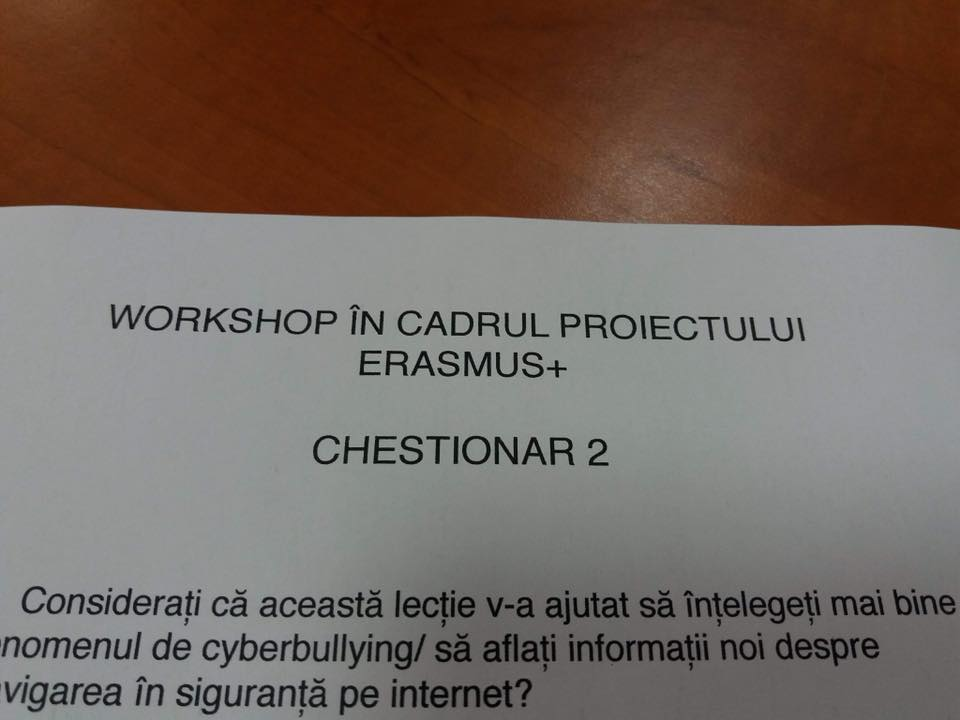 WORKSHOP ÎN CADRUL PROIECTULUI
ERASMUS+
CHESTIONAR 2
Considerați că această lecție v-a ajutat să înțelegeți mai bine
de cyberbullying/ să aflați informații noi despre
în siguranță pe internet?